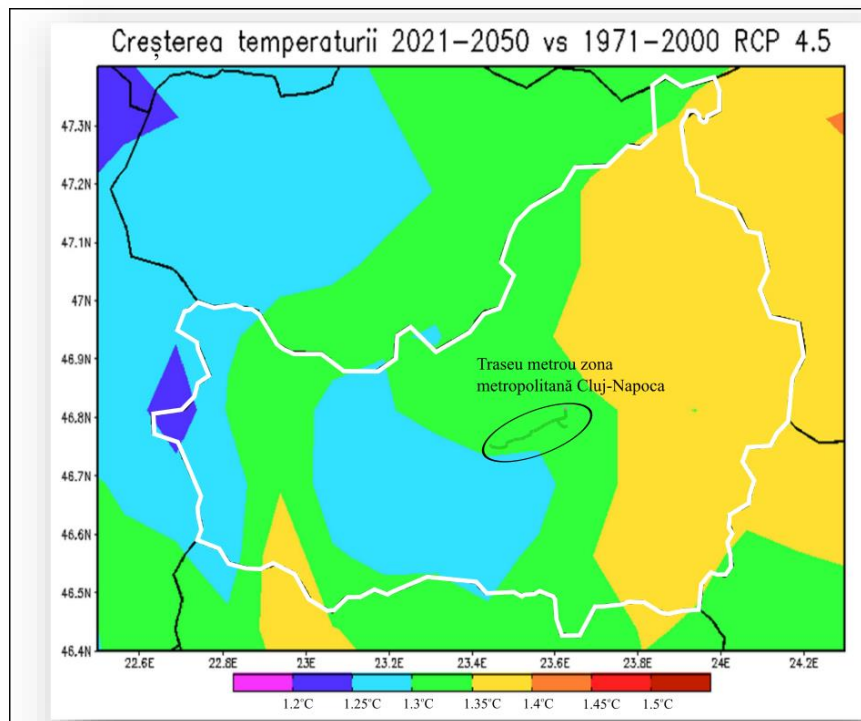 Creșterea temperaturii 2021-2050 vs 1971-2000 RCP 4.5
47.3N
47.2N
47.1N
47N
46.9N
46.8N
46.7N
46.6N
46.5N
46.4N
Traseu metrou zona
metropolitană Cluj-Napoca
22.6E 22.8E 23E 23.2E 23.4E 23.6E 23.8E 24E 24.2E
1.2°C 1.25°C 1.3°C 1.35°C 1.4°C 1.45°C 1.5°C